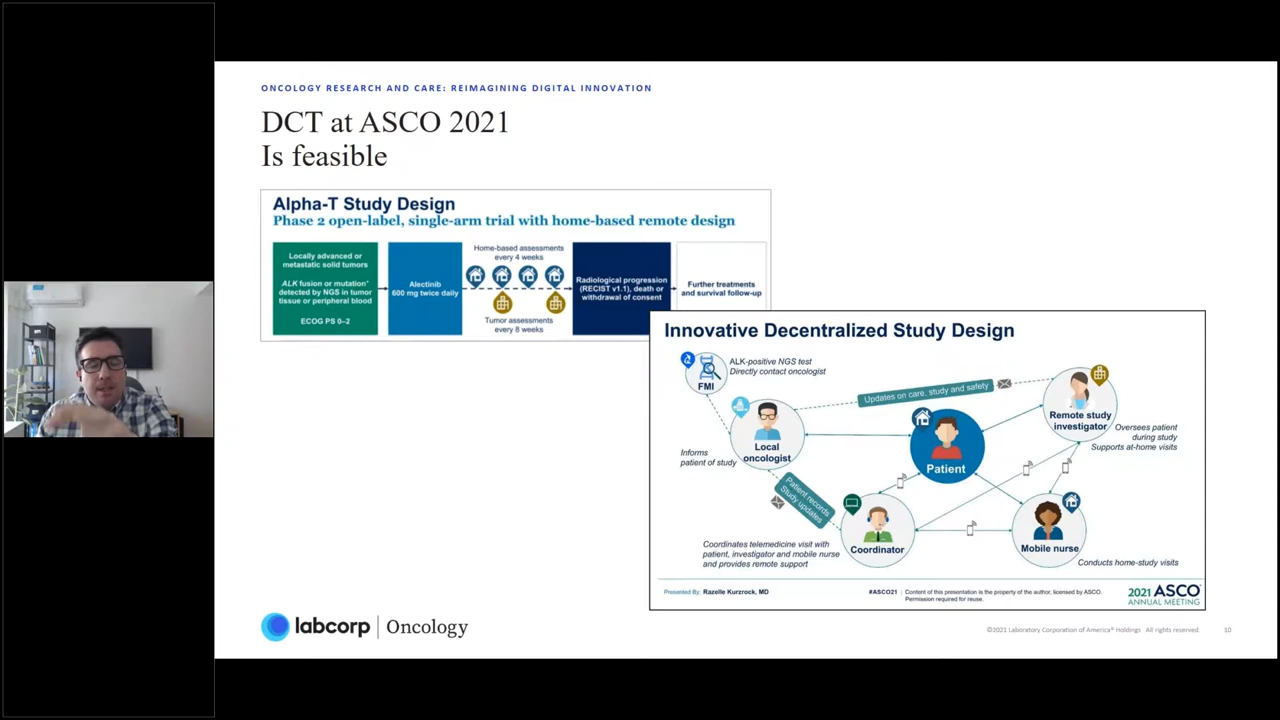 ONCOLOGY RESEARCH AND CARE: REIMAGINING DIGITAL INNOVATION
DCT at ASCO 2021
Is feasible
Alpha-T Study Design
Phase 2 open-label, single-arm trial with home-based remote design
Locally advanced or
metastatic solid tumors
ALK fusion or mutation*
detected by NGS in tumor
tissue or peripheral blood
ECOG PS 0–2
Alectinib
600 mg twice daily
Home-based assessments
every 4 weeks
Tumor assessments
every 8 weeks
Radiological progression
(RECIST v1.1), death or
withdrawal of consent
Further treatments
and survival follow-up
Innovative Decentralized Study Design
FMI
ALK-positive NGS test
Directly contact oncologist
Updates on care, study and safety
Local
oncologist
Informs
patient of study
Patient
Remote study
investigator
Oversees patient
during study
Supports at-home visits
Patient records
Study updates
Coordinator
Coordinates telemedicine visit with
patient, investigator and mobile nurse
and provides remote support
Mobile nurse
Conducts home-study visits
Presented By: Razelle Kurzrock, MD
#ASCO21
Content of this presentation is the property of the author, licensed by ASCO.
Permission required for reuse.
2021 ASCO
ANNUAL MEETING
labcorp | Oncology
©2021 Laboratory Corporation of America® Holdings All rights reserved.
10